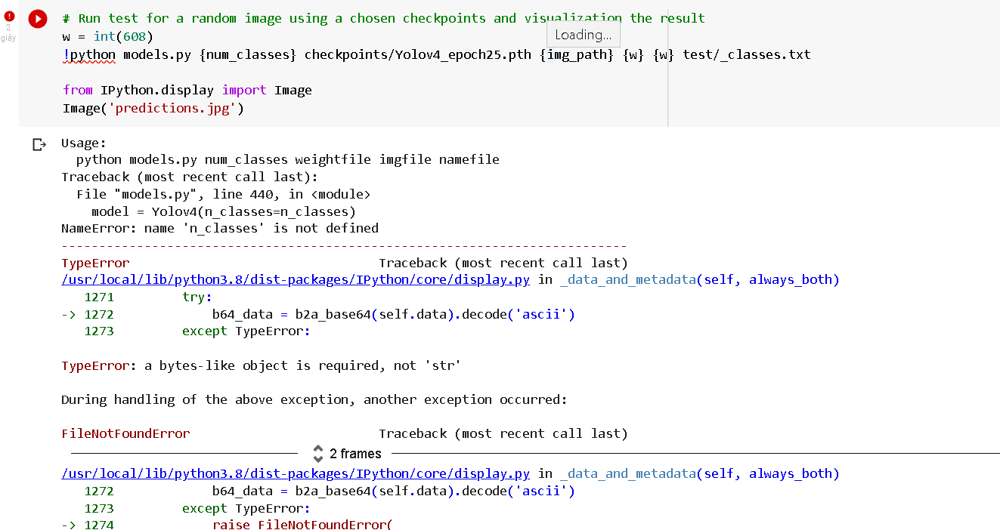 # Run test for a random image using a chosen checkpoints and visualization the result
w = int(608)
Loading...
!python models.py {num_classes} checkpoints/Yolov4_epoch25.pth {img_path} {w} {w} test/_classes.txt
from IPython.display import Image
Image('predictions.jpg')
2
giây
Usage:
python models.py num_classes weightfile imgfile namefile
Traceback (most recent call last):
File "models.py", line 440, in <module>
model = Yolov4(n_classes=n_classes)
NameError: name 'n_classes' is not defined
---------------------------------------------------------------------------
TypeError Traceback (most recent call last)
/usr/local/lib/python3.8/dist-packages/IPython/core/display.py in _data_and_metadata(self, always_both)
1271 try:
-> 1272 b64_data = b2a_base64(self.data).decode('ascii')
1273 except TypeError:
TypeError: a bytes-like object is required, not 'str'
During handling of the above exception, another exception occurred:
FileNotFoundError Traceback (most recent call last)
2 frames
/usr/local/lib/python3.8/dist-packages/IPython/core/display.py in _data_and_metadata(self, always_both)
1272 b64_data = b2a_base64(self.data).decode('ascii')
1273 except TypeError:
-> 1274 raise FileNotFoundError(